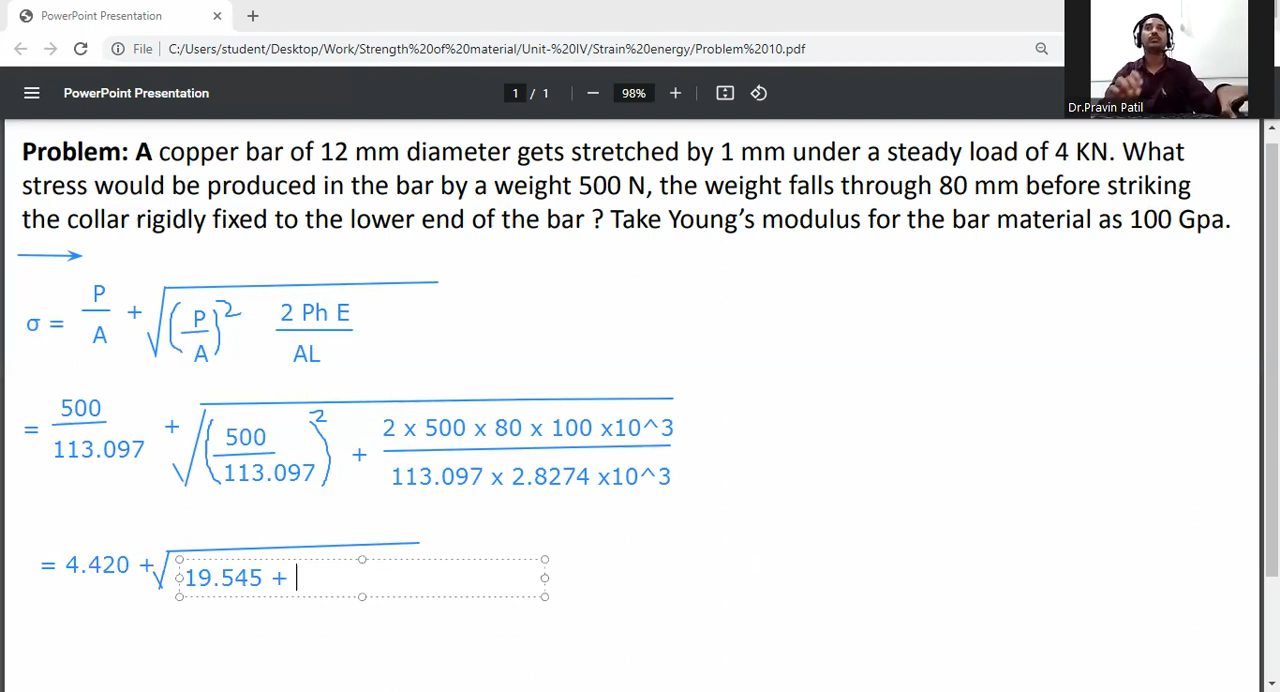 PowerPoint Presentation
File C:/Users/student/Desktop/Work/Strength%20of%20material/Unit-%20IV/Strain%20energy/Problem%2010.pdf
PowerPoint Presentation 1 / 1 98%
Dr.Pravin Patil
Problem: A copper bar of 12 mm diameter gets stretched by 1 mm under a steady load of 4 KN. What
stress would be produced in the bar by a weight 500 N, the weight falls through 80 mm before striking
the collar rigidly fixed to the lower end of the bar ? Take Young’s modulus for the bar material as 100 Gpa.
σ = P/A + √ (P/A)2 2 Ph E / AL
= 500/113.097 + √ (500/113.097)2 + 2 x 500 x 80 x 100 x10^3 / 113.097 x 2.8274 x10^3
= 4.420 + √ 19.545 +